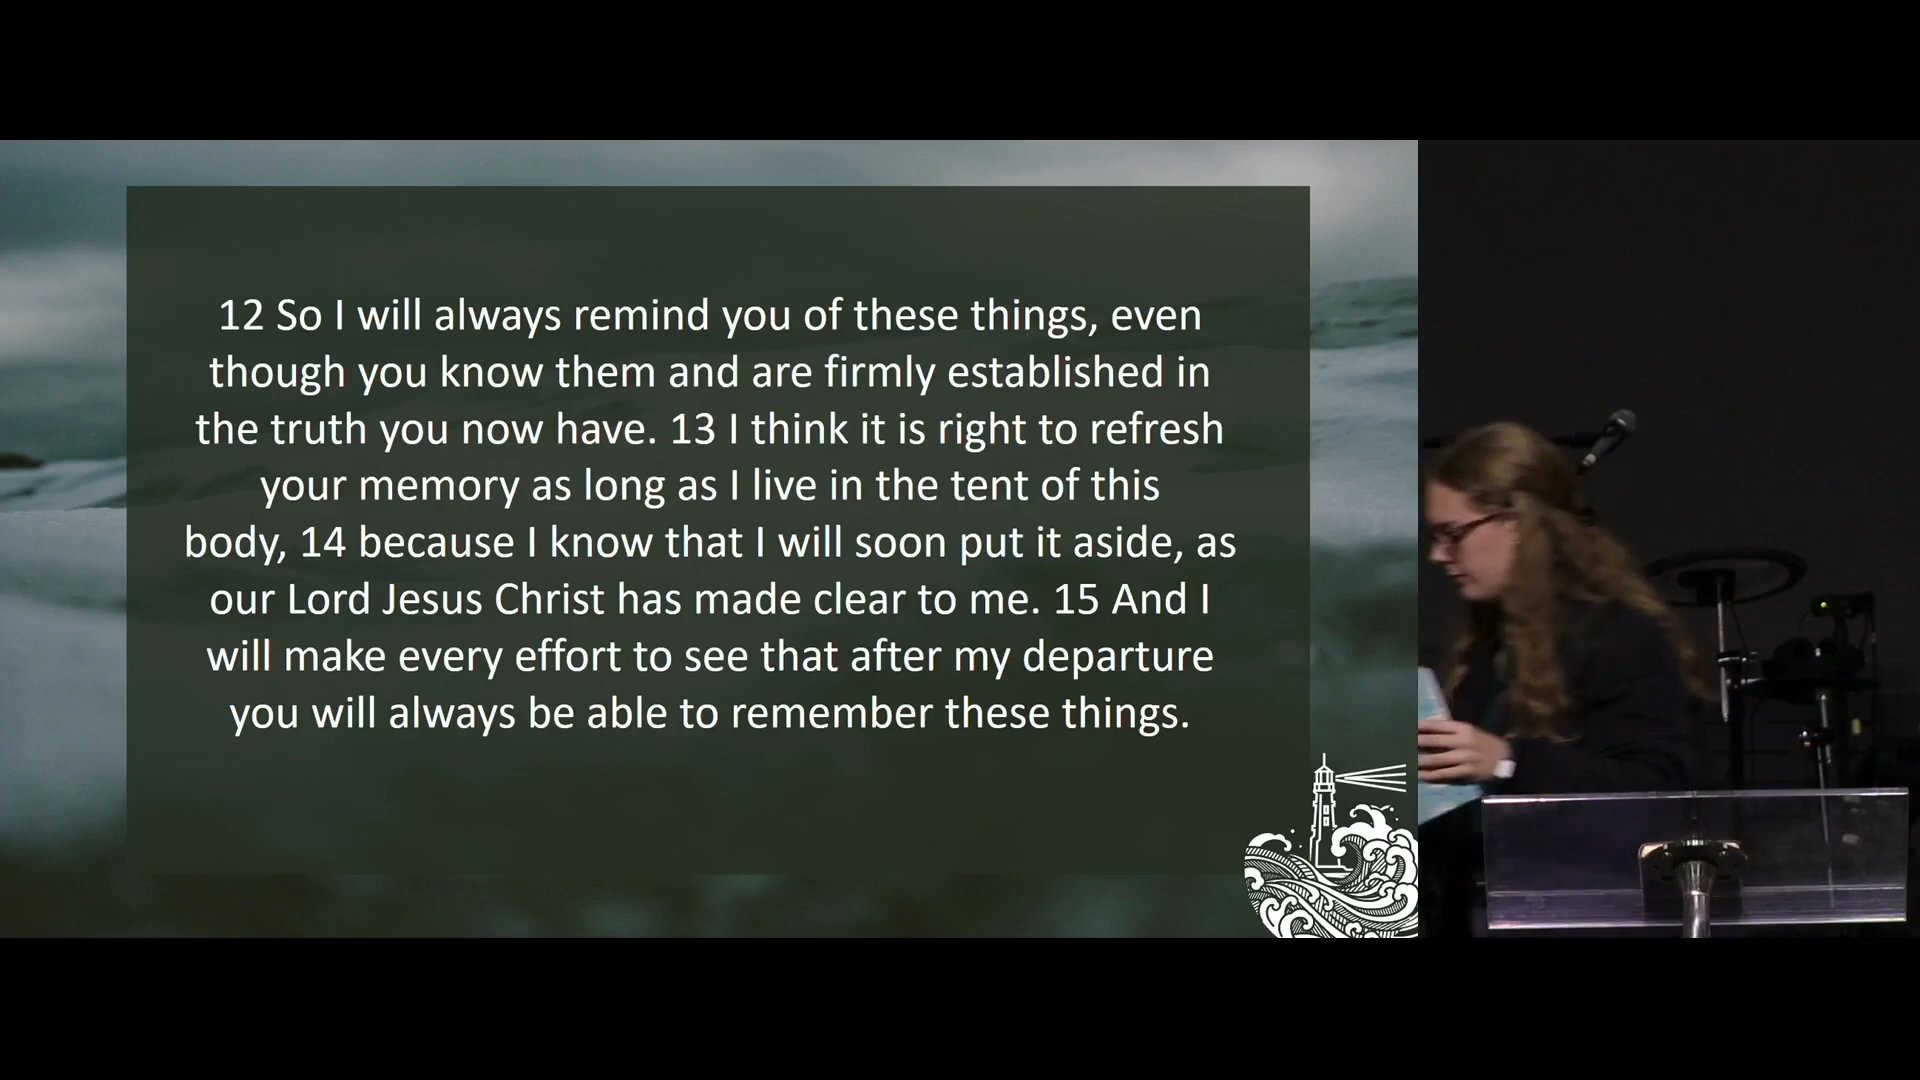 12 So I will always remind you of these things, even
though you know them and are firmly established in
the truth you now have. 13 I think it is right to refresh
your memory as long as I live in the tent of this
body, 14 because I know that I will soon put it aside, as
our Lord Jesus Christ has made clear to me. 15 And I
will make every effort to see that after my departure
you will always be able to remember these things.